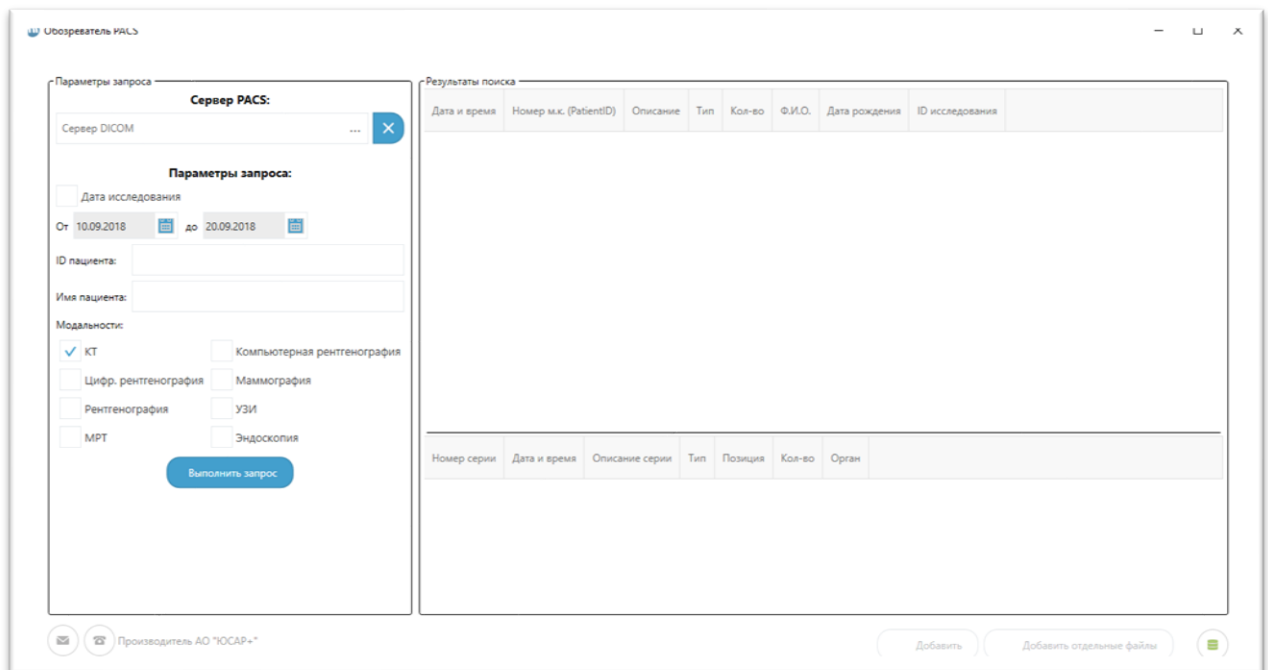 Обозреватель PACS
Параметры запроса
Сервер PACS:
Сервер DICOM ...
Параметры запроса:
Дата исследования
От 10.09.2018 до 20.09.2018
ID пациента:
Имя пациента:
Модальности:
КТ Компьютерная рентгенография
Цифр. рентгенография Маммография
Рентгенография УЗИ
МРТ Эндоскопия
Выполнить запрос
Результаты поиска
Дата и время Номер м.к. (PatientID) Описание Тип Кол-во Ф.И.О. Дата рождения ID исследования
Номер серии Дата и время Описание серии Тип Позиция Кол-во Орган
Производитель АО "ЮСАР+"
Добавить Добавить отдельные файлы